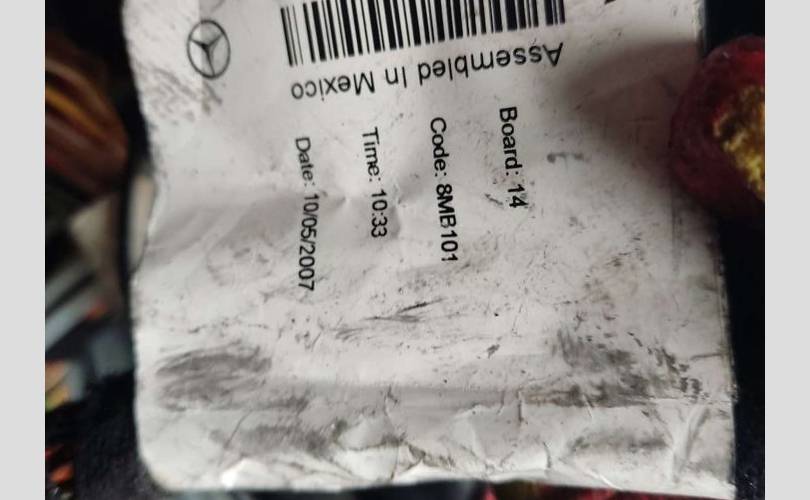 Assembled In Mexico
Board: 14
Code: 8MB101
Time: 10:33
Date: 10/05/2007